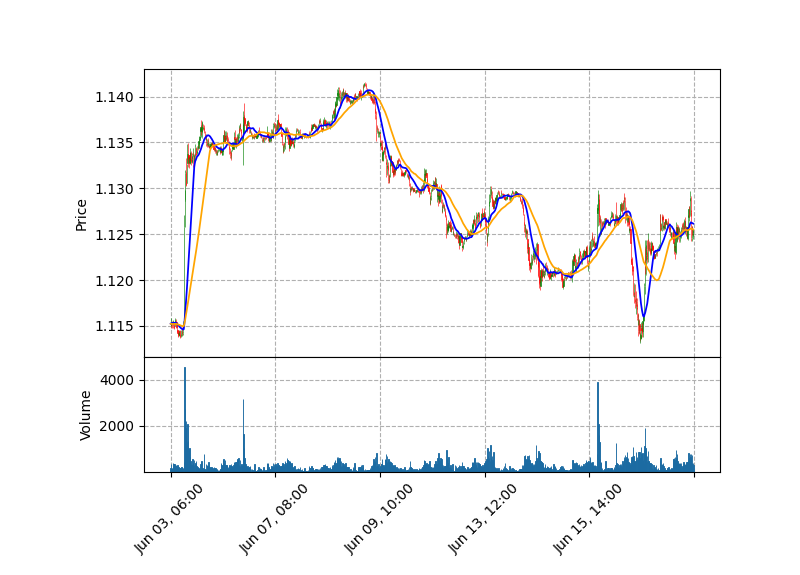 1.140
1.135
1.130
1.125
1.120
1.115
Price
4000
2000
Volume
Jun 03, 06:00
Jun 07, 08:00
Jun 09, 10:00
Jun 13, 12:00
Jun 15, 14:00